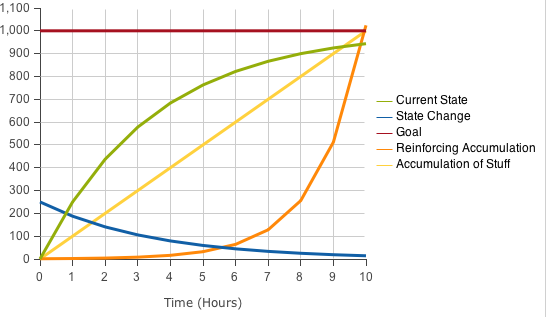 1,100
1,000
900
800
700
600
500
400
300
200
100
0
0 1 2 3 4 5 6 7 8 9 10
Time (Hours)
Current State
State Change
Goal
Reinforcing Accumulation
Accumulation of Stuff